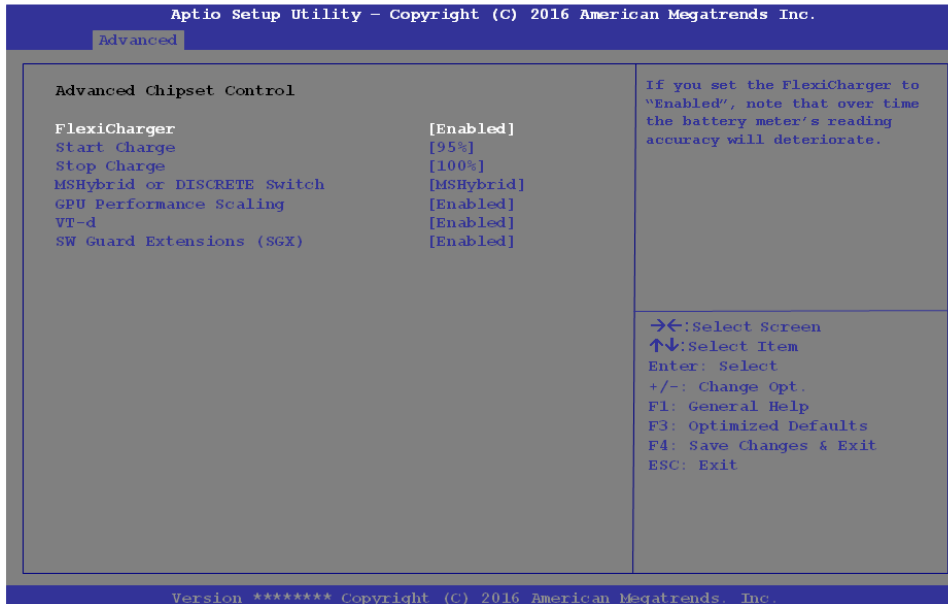 Aptio Setup Utility – Copyright (C) 2016 American Megatrends Inc.
Advanced
Advanced Chipset Control
FlexiCharger [Enabled]
Start Charge [95%]
Stop Charge [100%]
MSHybrid or DISCRETE Switch [MSHybrid]
GPU Performance Scaling [Enabled]
VT-d [Enabled]
SW Guard Extensions (SGX) [Enabled]
If you set the FlexiCharger to
“Enabled”, note that over time
the battery meter’s reading
accuracy will deteriorate.
→←:Select Screen
↑↓:Select Item
Enter: Select
+/-: Change Opt.
F1: General Help
F3: Optimized Defaults
F4: Save Changes & Exit
ESC: Exit
Version ******** Copyright (C) 2016 American Megatrends. Inc.